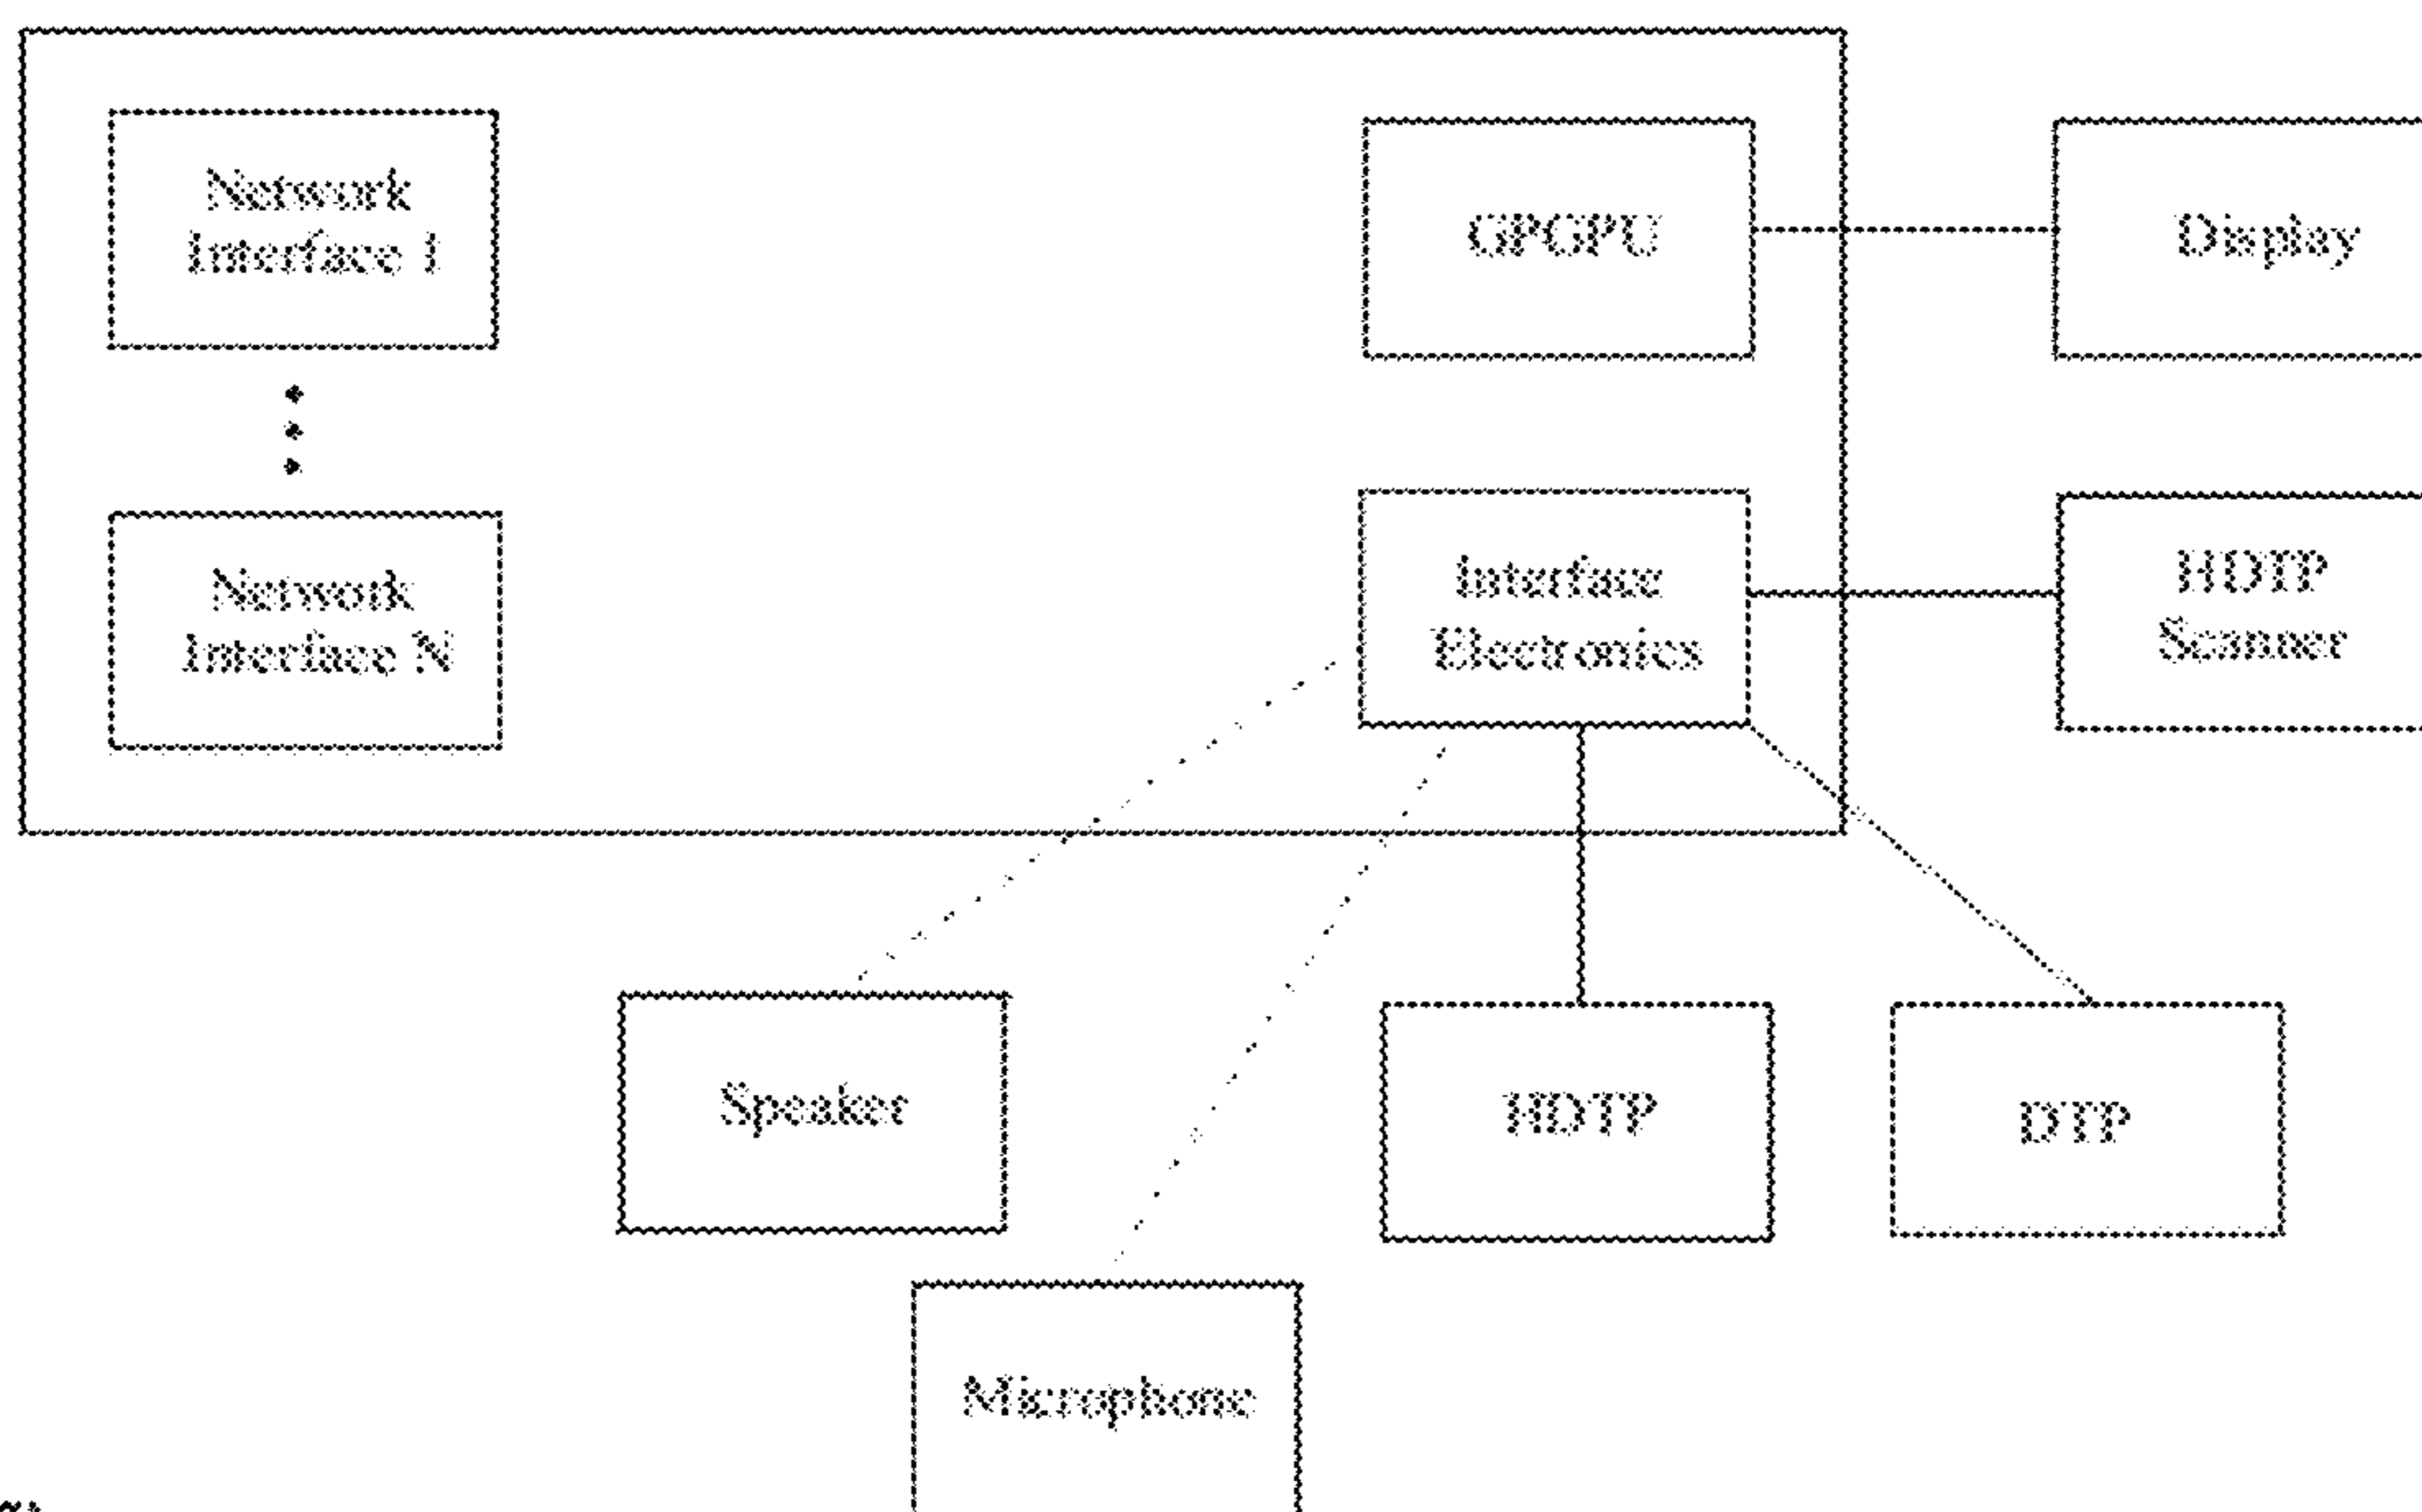 Network
Interface 1
GPGPU
Display
Network
Interface N
Interface
Electronics
HDTP
Scanner
Speaker
HDTP
DTP
Microphone